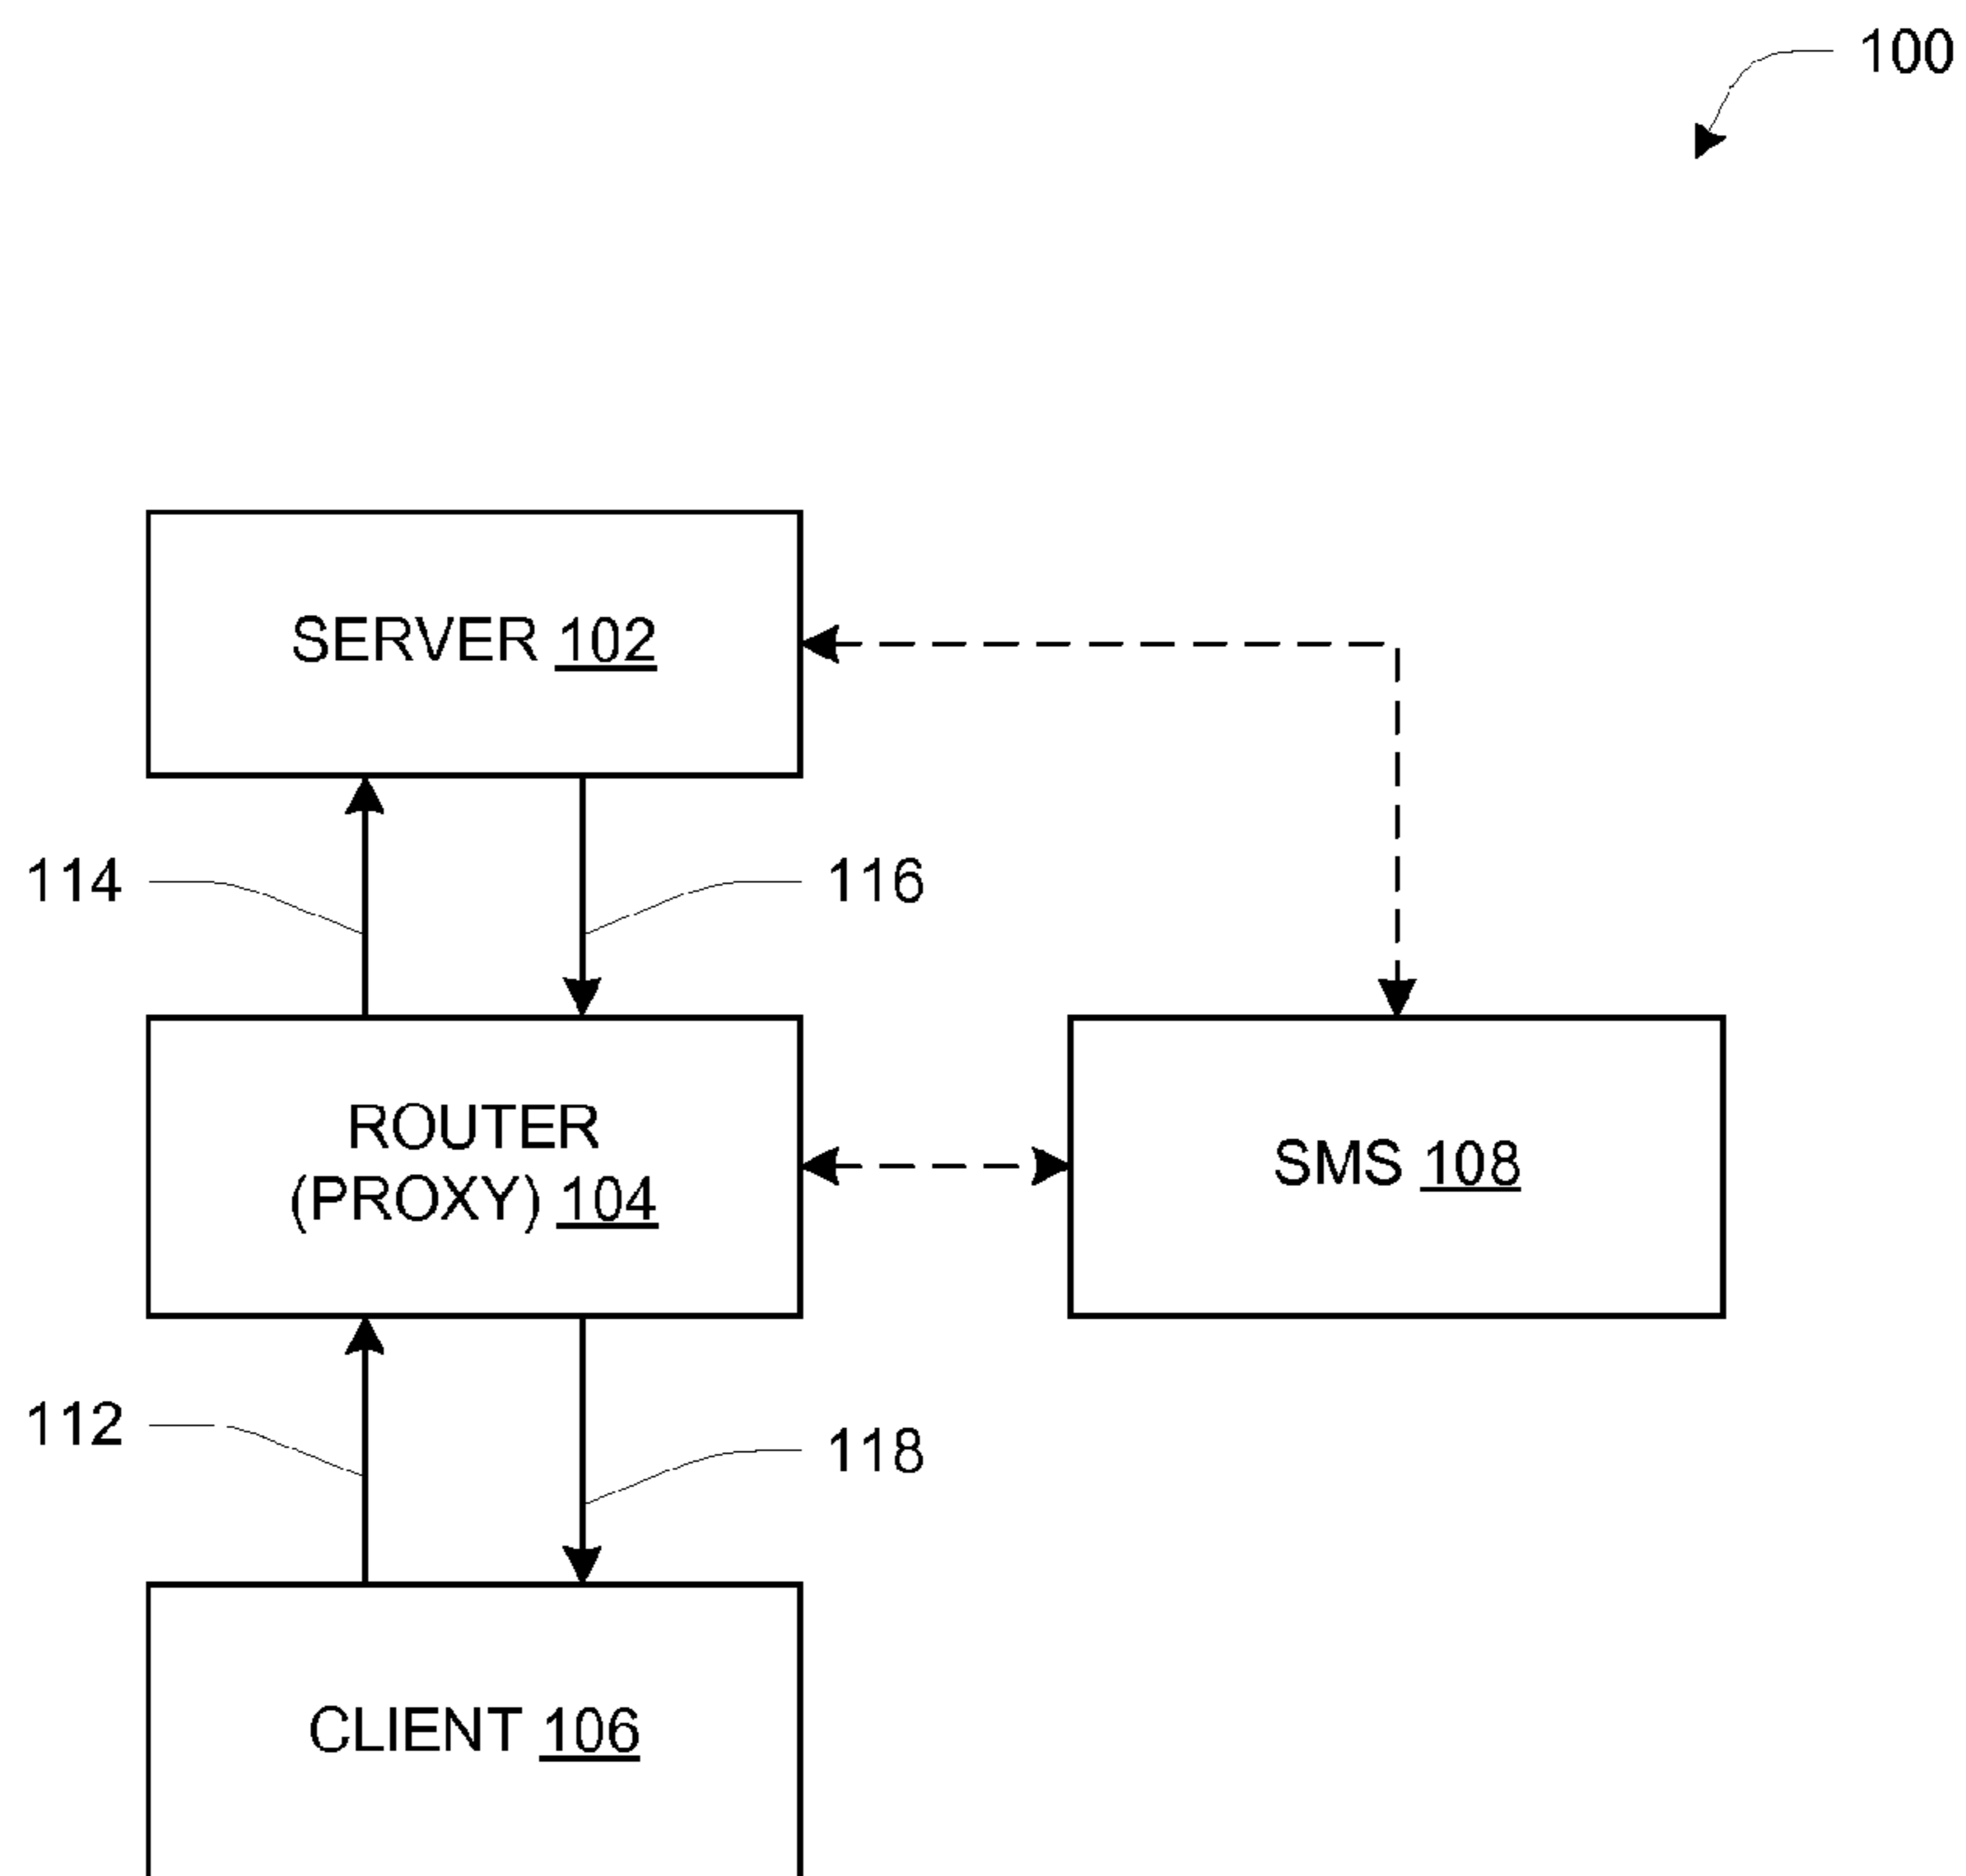 100
SERVER 102
114
116
ROUTER
(PROXY) 104
SMS 108
112
118
CLIENT 106